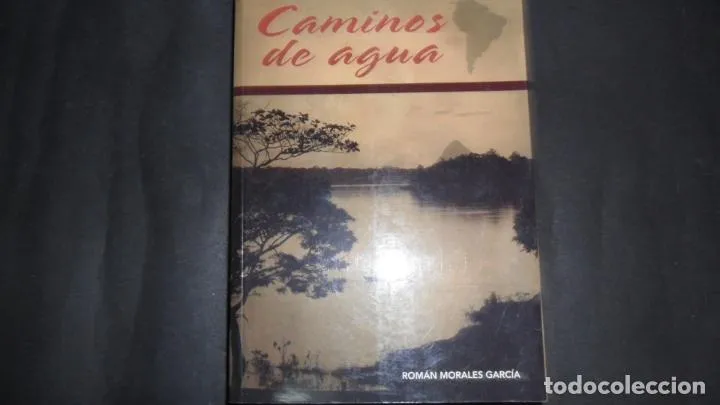 Caminos
de agua
ROMÁN MORALES GARCÍA
todocoleccion